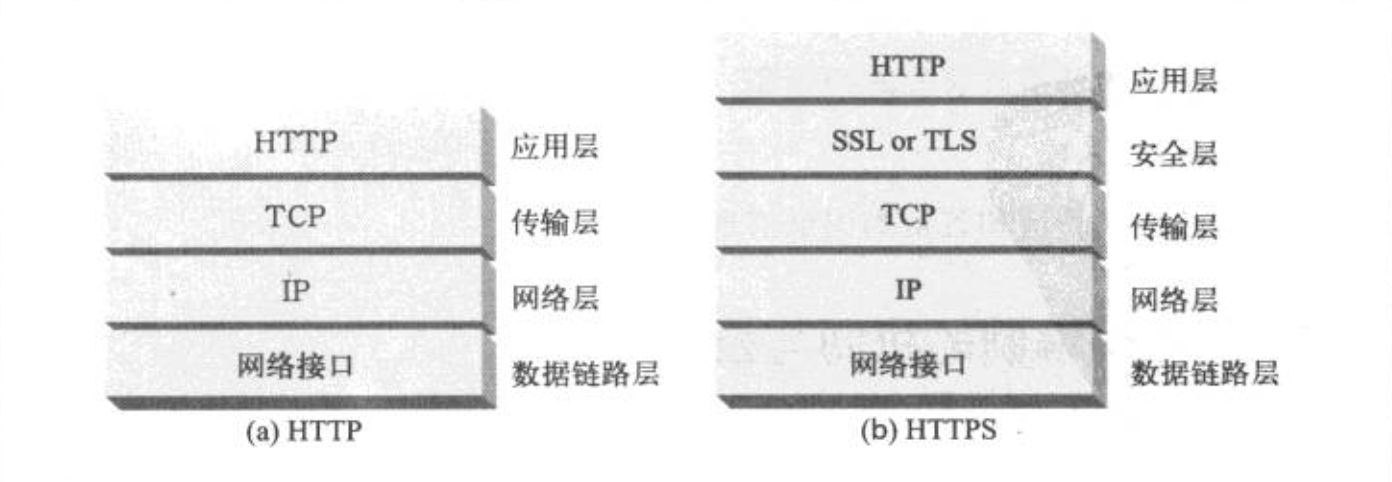 HTTP 应用层
TCP 传输层
IP 网络层
网络接口 数据链路层
(a) HTTP
HTTP 应用层
SSL or TLS 安全层
TCP 传输层
IP 网络层
网络接口 数据链路层
(b) HTTPS